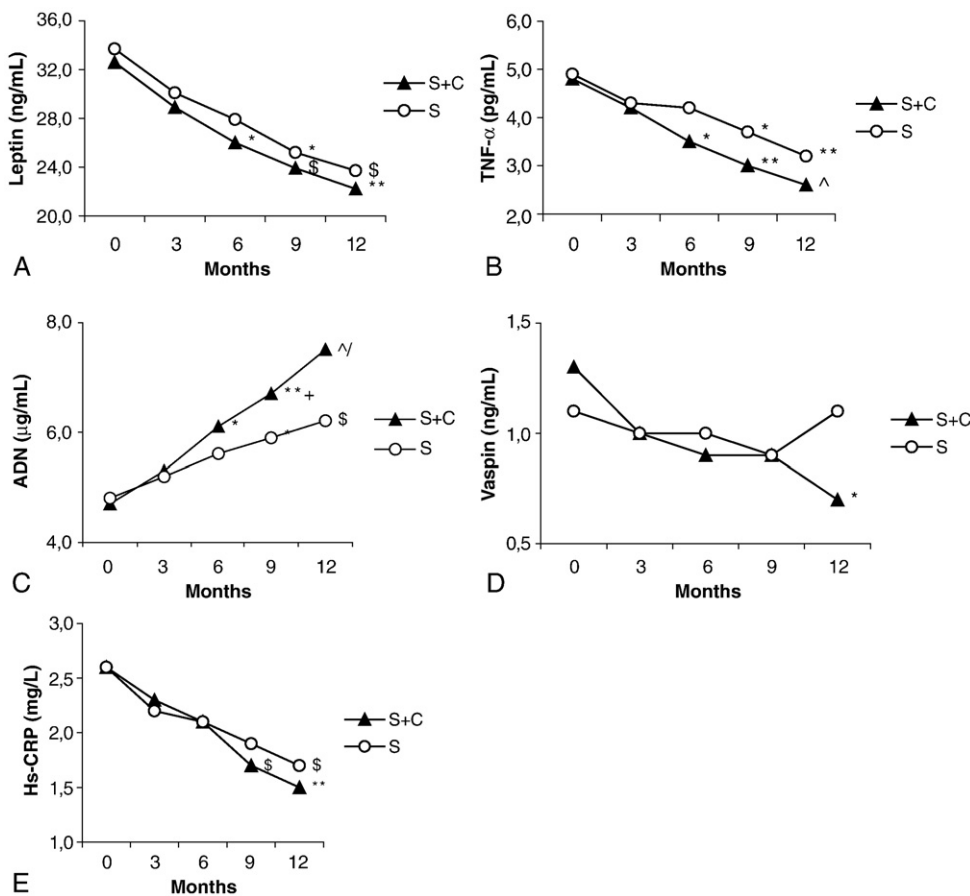 36,0
32,0
28,0
24,0
20,0
Leptin (ng/mL)
*
*
$
$
**
0 3 6 9 12
Months
S+C
S
A
6,0
5,0
4,0
3,0
2,0
TNF-α (pg/mL)
*
*
**
**
^
0 3 6 9 12
Months
S+C
S
B
8,0
6,0
4,0
ADN (μg/mL)
^/
**+
*
*
$
0 3 6 9 12
Months
S+C
S
C
1,5
1,0
0,5
Vaspin (ng/mL)
*
0 3 6 9 12
Months
S+C
S
D
3,0
2,5
2,0
1,5
1,0
Hs-CRP (mg/L)
$
$
**
0 3 6 9 12
Months
S+C
S
E